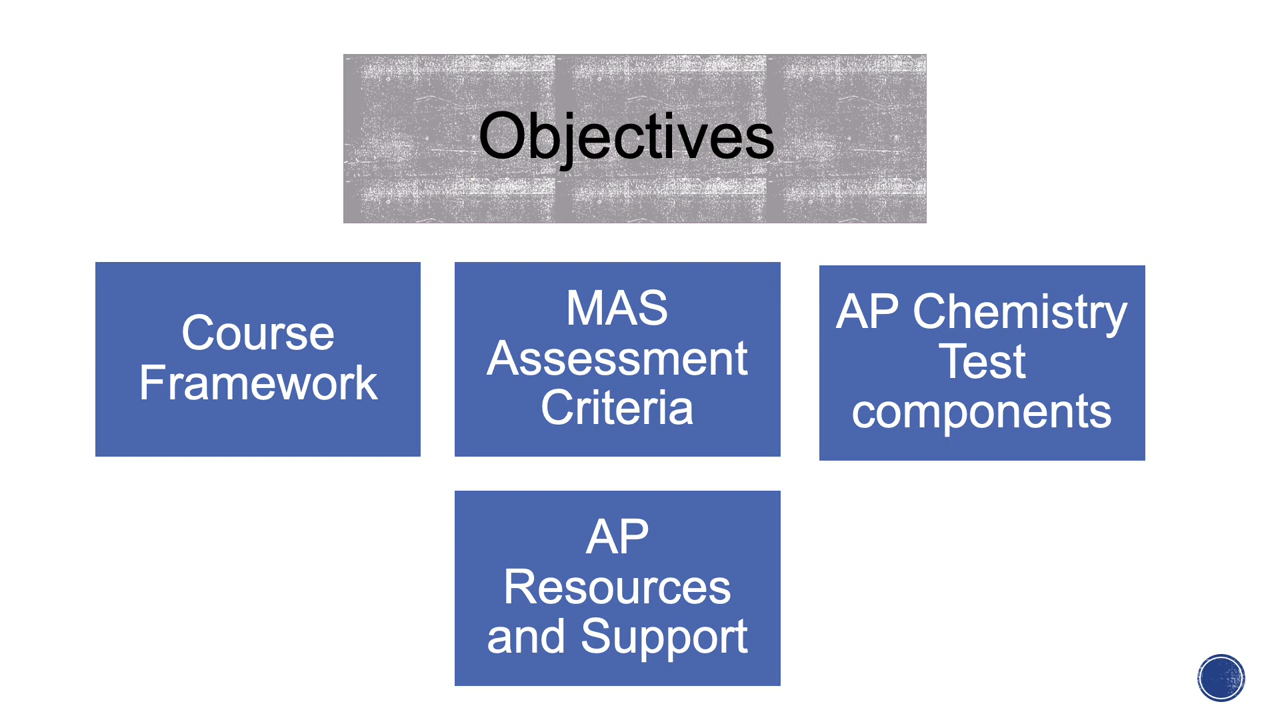 Objectives
Course
Framework
MAS
Assessment
Criteria
AP Chemistry
Test
components
AP
Resources
and Support